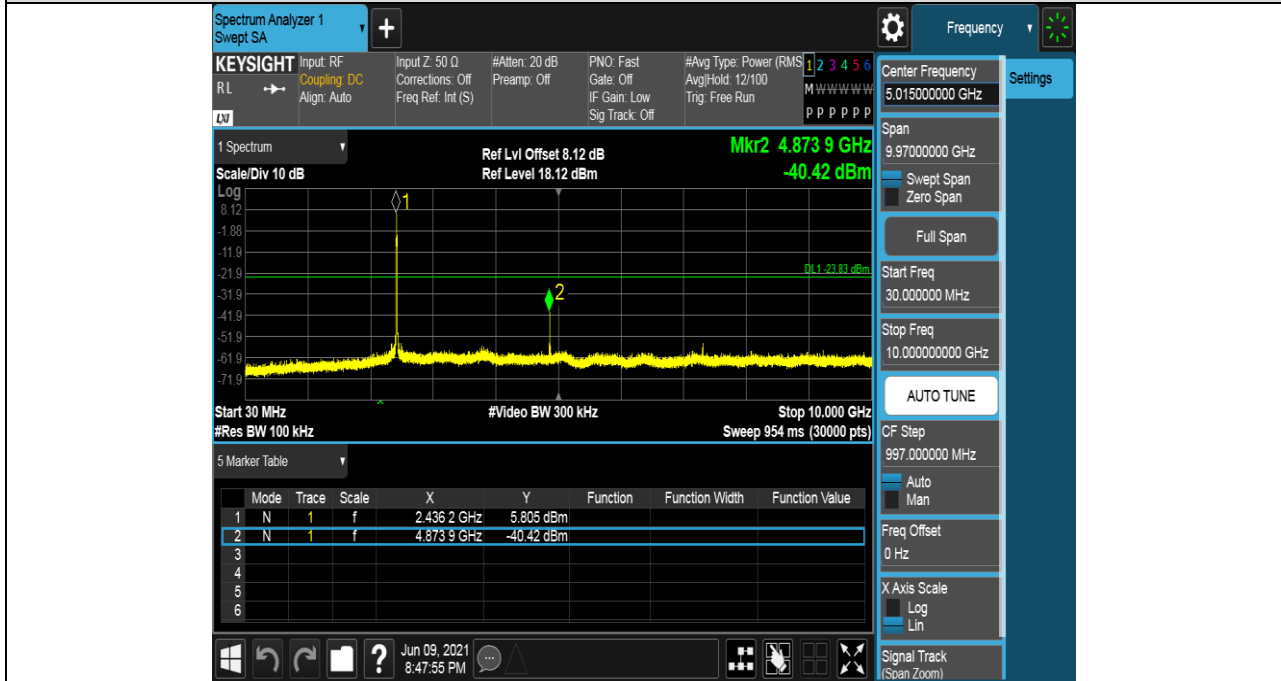 Spectrum Analyzer 1
Swept SA
Frequency
KEYSIGHT
RL
LXI
Input: RF
Coupling: DC
Align: Auto
Input Z: 50 Ω
Corrections: Off
Freq Ref: Int (S)
#Atten: 20 dB
Preamp: Off
PNO: Fast
Gate: Off
IF Gain: Low
Sig Track: Off
#Avg Type: Power (RMS
Avg|Hold: 12/100
Trig: Free Run
1 2 3 4 5 6
M W W W W W
P P P P P P
1 Spectrum
Scale/Div 10 dB
Ref Lvl Offset 8.12 dB
Ref Level 18.12 dBm
Mkr2 4.873 9 GHz
-40.42 dBm
Log
8.12
-1.88
-11.9
-21.9
-31.9
-41.9
-51.9
-61.9
-71.9
1
2
DL1 -23.83 dBm
Start 30 MHz
#Res BW 100 kHz
#Video BW 300 kHz
Stop 10.000 GHz
Sweep 954 ms (30000 pts)
5 Marker Table
Mode Trace Scale X Y Function Function Width Function Value
1 N 1 f 2.436 2 GHz 5.805 dBm
2 N 1 f 4.873 9 GHz -40.42 dBm
3
4
5
6
Jun 09, 2021
8:47:55 PM
Center Frequency
5.015000000 GHz
Settings
Span
9.97000000 GHz
Swept Span
Zero Span
Full Span
Start Freq
30.000000 MHz
Stop Freq
10.000000000 GHz
AUTO TUNE
CF Step
997.000000 MHz
Auto
Man
Freq Offset
0 Hz
X Axis Scale
Log
Lin
Signal Track
(Span Zoom)